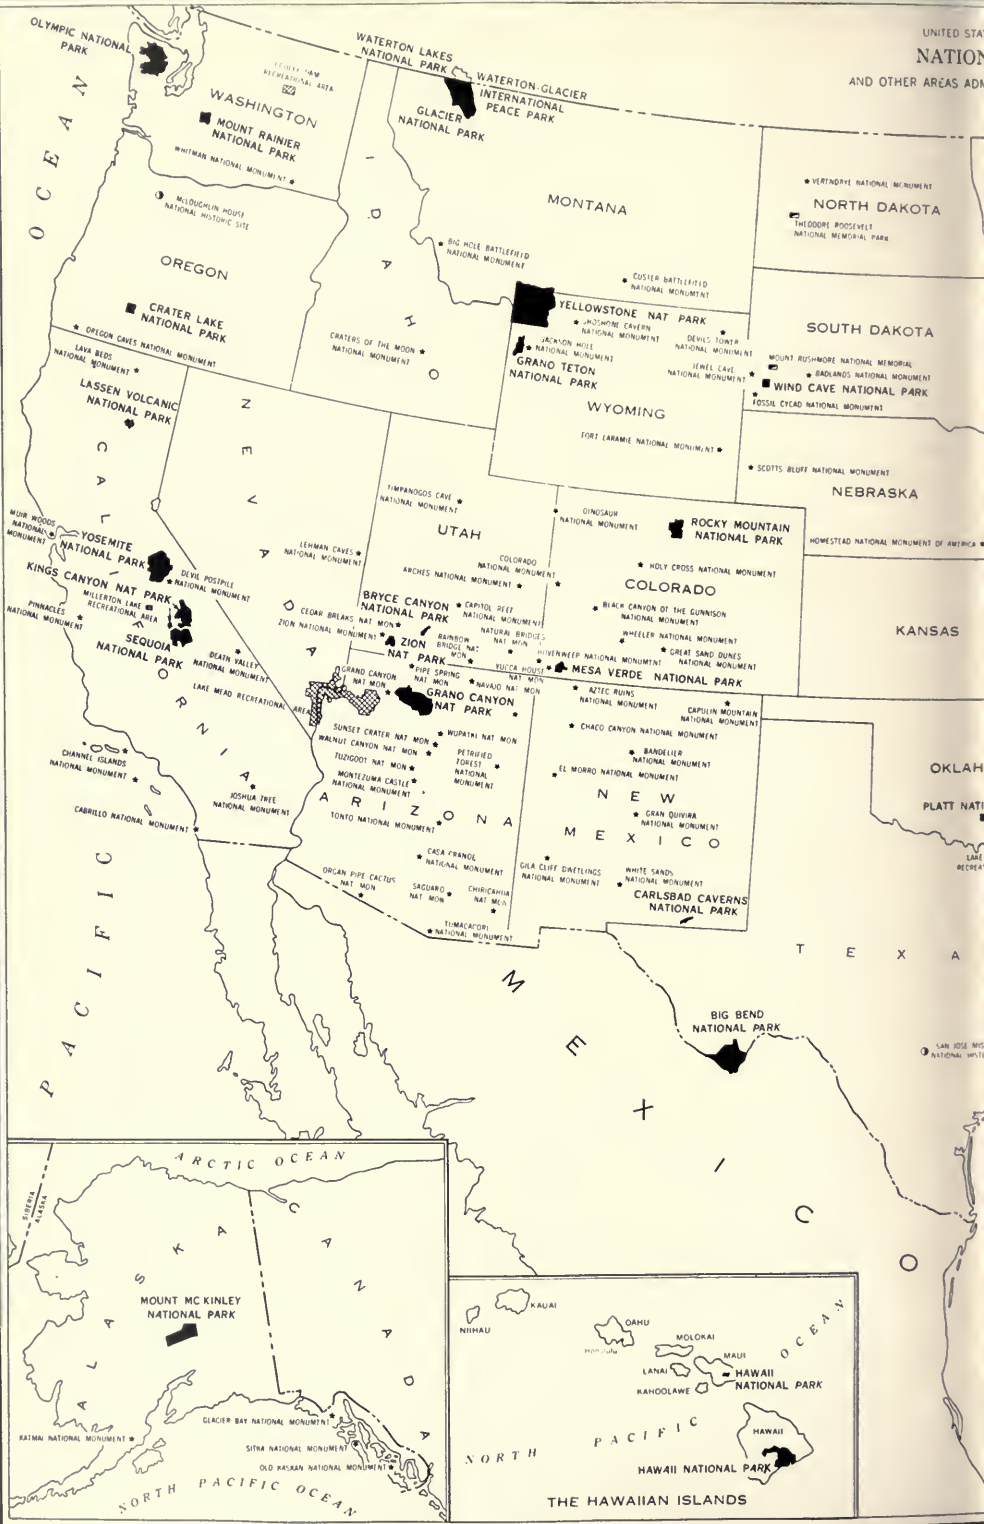 UNITED STA
NATION
AND OTHER AREAS ADM
OLYMPIC NATIONAL
PARK
RECREATIONAL AREA
WASHINGTON
MOUNT RAINIER
NATIONAL PARK
WHITMAN NATIONAL MONUMENT
WATERTON LAKES
NATIONAL PARK
WATERTON-GLACIER
INTERNATIONAL
PEACE PARK
GLACIER
NATIONAL PARK
MONTANA
VERENDRYE NATIONAL MONUMENT
NORTH DAKOTA
THEODORE ROOSEVELT
NATIONAL MEMORIAL PARK
MCLOUGHLIN HOUSE
NATIONAL HISTORIC SITE
OREGON
IDAHO
BIG HOLE BATTLEFIELD
NATIONAL MONUMENT
CUSTER BATTLEFIELD
NATIONAL MONUMENT
CRATER LAKE
NATIONAL PARK
OREGON CAVES NATIONAL MONUMENT
CRATERS OF THE MOON
NATIONAL MONUMENT
YELLOWSTONE NAT PARK
SHOSHONE CAVERN
NATIONAL MONUMENT
DEVILS TOWER
NATIONAL MONUMENT
JACKSON HOLE
NATIONAL MONUMENT
GRAND TETON
NATIONAL PARK
JEWEL CAVE
NATIONAL MONUMENT
WYOMING
FORT LARAMIE NATIONAL MONUMENT
SOUTH DAKOTA
MOUNT RUSHMORE NATIONAL MEMORIAL
BADLANDS NATIONAL MONUMENT
WIND CAVE NATIONAL PARK
FOSSIL CYCAD NATIONAL MONUMENT
SCOTTS BLUFF NATIONAL MONUMENT
NEBRASKA
HOMESTEAD NATIONAL MONUMENT OF AMERICA
LAVA BEDS
NATIONAL MONUMENT
LASSEN VOLCANIC
NATIONAL PARK
CALIFORNIA
NEVADA
MUIR WOODS
NATIONAL
MONUMENT
YOSEMITE
NATIONAL PARK
KINGS CANYON NAT PARK
DEVIL POSTPILE
NATIONAL MONUMENT
MILLERTON LAKE
RECREATIONAL AREA
PINNACLES
NATIONAL MONUMENT
SEQUOIA
NATIONAL PARK
DEATH VALLEY
NATIONAL MONUMENT
LAKE MEAD RECREATIONAL AREA
LEHMAN CAVES
NATIONAL MONUMENT
TIMPANOGOS CAVE
NATIONAL MONUMENT
UTAH
COLORADO
NATIONAL MONUMENT
ARCHES NATIONAL MONUMENT
BRYCE CANYON
NATIONAL PARK
CAPITOL REEF
NATIONAL MONUMENT
CEDAR BREAKS NAT MON
ZION NATIONAL MONUMENT
ZION
NAT PARK
RAINBOW
BRIDGE NAT
MON
NATURAL BRIDGES
NAT MON
HOVENWEEP NATIONAL MONUMENT
YUCCA HOUSE
NAT MON
DINOSAUR
NATIONAL MONUMENT
ROCKY MOUNTAIN
NATIONAL PARK
HOLY CROSS NATIONAL MONUMENT
COLORADO
BLACK CANYON OF THE GUNNISON
NATIONAL MONUMENT
WHEELER NATIONAL MONUMENT
GREAT SAND DUNES
NATIONAL MONUMENT
MESA VERDE NATIONAL PARK
KANSAS
GRAND CANYON
NAT MON
PIPE SPRING
NAT MON
NAVAJO NAT MON
GRAND CANYON
NAT PARK
SUNSET CRATER NAT MON
WUPATKI NAT MON
WALNUT CANYON NAT MON
TUZIGOOT NAT MON
PETRIFIED
FOREST
NATIONAL
MONUMENT
MONTEZUMA CASTLE
NATIONAL MONUMENT
ARIZONA
TONTO NATIONAL MONUMENT
CASA GRANDE
NATIONAL MONUMENT
ORGAN PIPE CACTUS
NAT MON
SAGUARO
NAT MON
CHIRICAHUA
NAT MON
TUMACACORI
NATIONAL MONUMENT
AZTEC RUINS
NATIONAL MONUMENT
CAPULIN MOUNTAIN
NATIONAL MONUMENT
CHACO CANYON NATIONAL MONUMENT
BANDELIER
NATIONAL MONUMENT
EL MORRO NATIONAL MONUMENT
NEW
MEXICO
GRAN QUIVIRA
NATIONAL MONUMENT
GILA CLIFF DWELLINGS
NATIONAL MONUMENT
WHITE SANDS
NATIONAL MONUMENT
CARLSBAD CAVERNS
NATIONAL PARK
OKLAH
PLATT NATI
LAKE
RECREA
TEXA
CHANNEL ISLANDS
NATIONAL MONUMENT
CABRILLO NATIONAL MONUMENT
JOSHUA TREE
NATIONAL MONUMENT
PACIFIC OCEAN
BIG BEND
NATIONAL PARK
SAN JOSE MIS
NATIONAL HISTO
MEXICO
ARCTIC OCEAN
SIBERIA
ALASKA
ALASKA
CANADA
MOUNT MC KINLEY
NATIONAL PARK
GLACIER BAY NATIONAL MONUMENT
KATMAI NATIONAL MONUMENT
SITKA NATIONAL MONUMENT
OLD KASAAN NATIONAL MONUMENT
NORTH PACIFIC OCEAN
KAUAI
NIIHAU
OAHU
Honolulu
MOLOKAI
LANAI
MAUI
KAHOOLAWE
HAWAII
NATIONAL PARK
HAWAII
HAWAII NATIONAL PARK
NORTH PACIFIC OCEAN
THE HAWAIIAN ISLANDS